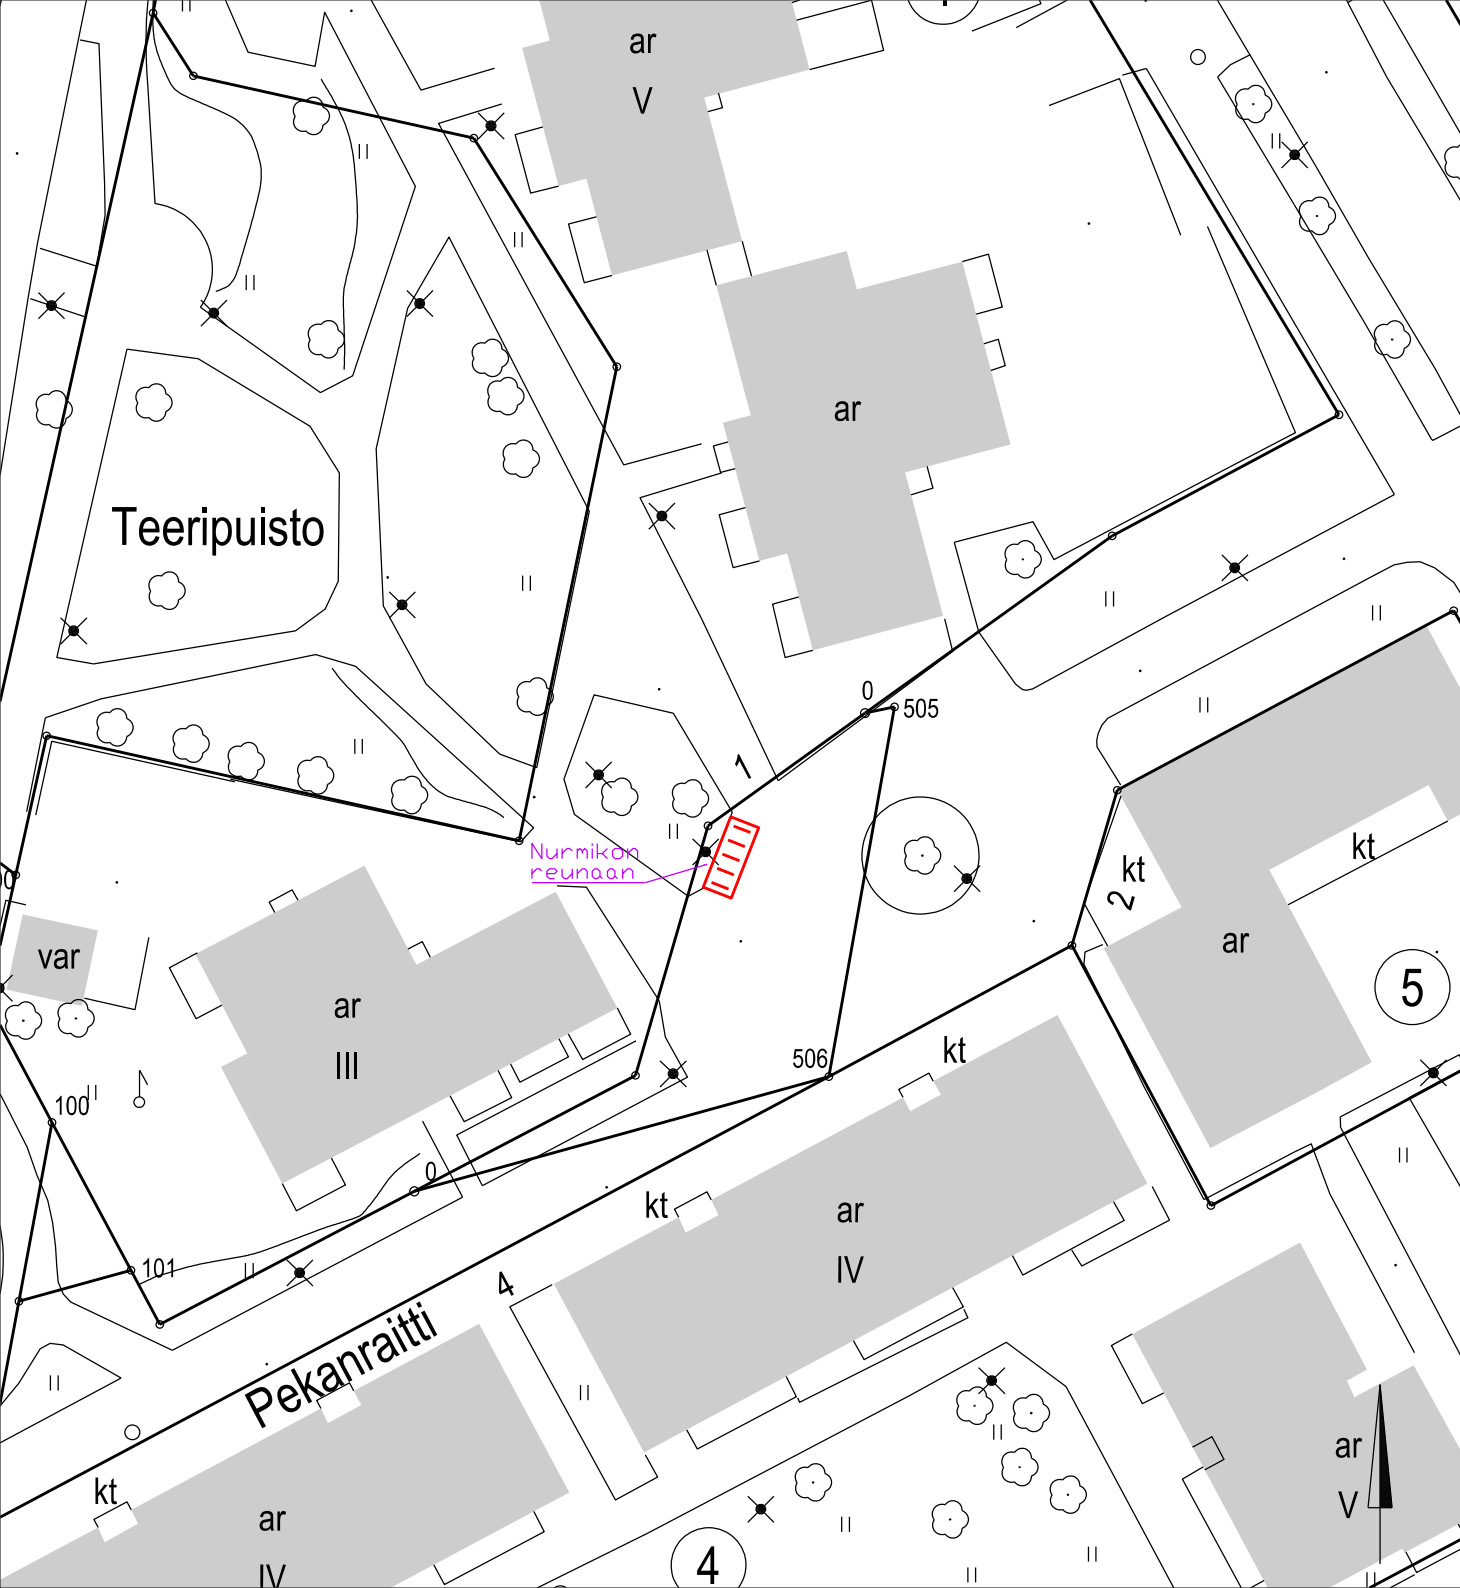 ar
V
ar
Teeripuisto
0
505
1
Nurmikon
reunaan
kt
kt
2
var
ar
ar
5
III
506
kt
100
0
kt
ar
101
IV
4
Pekanraitti
ar
kt
V
ar
4
IV